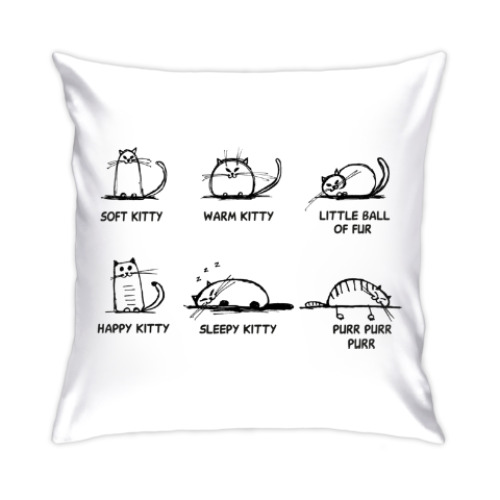 SOFT KITTY
WARM KITTY
LITTLE BALL
OF FUR
z z z
HAPPY KITTY
SLEEPY KITTY
PURR PURR
PURR